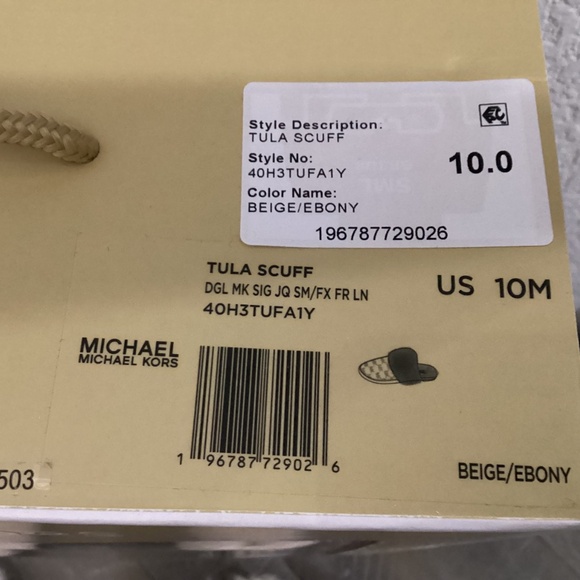 Style Description:
TULA SCUFF
Style No:
40H3TUFA1Y
10.0
Color Name:
BEIGE/EBONY
196787729026
TULA SCUFF
DGL MK SIG JQ SM/FX FR LN
40H3TUFA1Y
US 10M
MICHAEL
MICHAEL KORS
1 96787 72902 6
503
BEIGE/EBONY